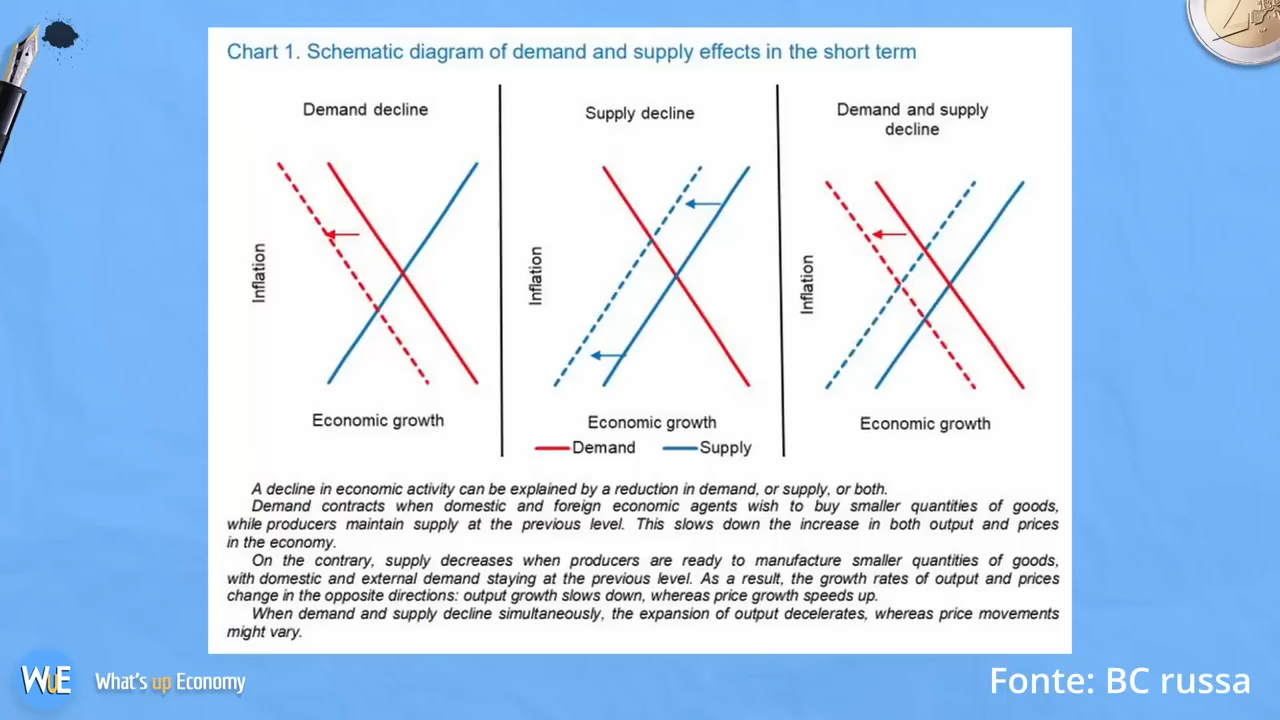 Chart 1. Schematic diagram of demand and supply effects in the short term
Demand decline
Supply decline
Demand and supply
decline
Inflation
Inflation
Inflation
Economic growth
Economic growth
Economic growth
Demand
Supply
A decline in economic activity can be explained by a reduction in demand, or supply, or both.
Demand contracts when domestic and foreign economic agents wish to buy smaller quantities of goods,
while producers maintain supply at the previous level. This slows down the increase in both output and prices
in the economy.
On the contrary, supply decreases when producers are ready to manufacture smaller quantities of goods,
with domestic and external demand staying at the previous level. As a result, the growth rates of output and prices
change in the opposite directions: output growth slows down, whereas price growth speeds up.
When demand and supply decline simultaneously, the expansion of output decelerates, whereas price movements
might vary.
WuE
What's up Economy
Fonte: BC russa
2